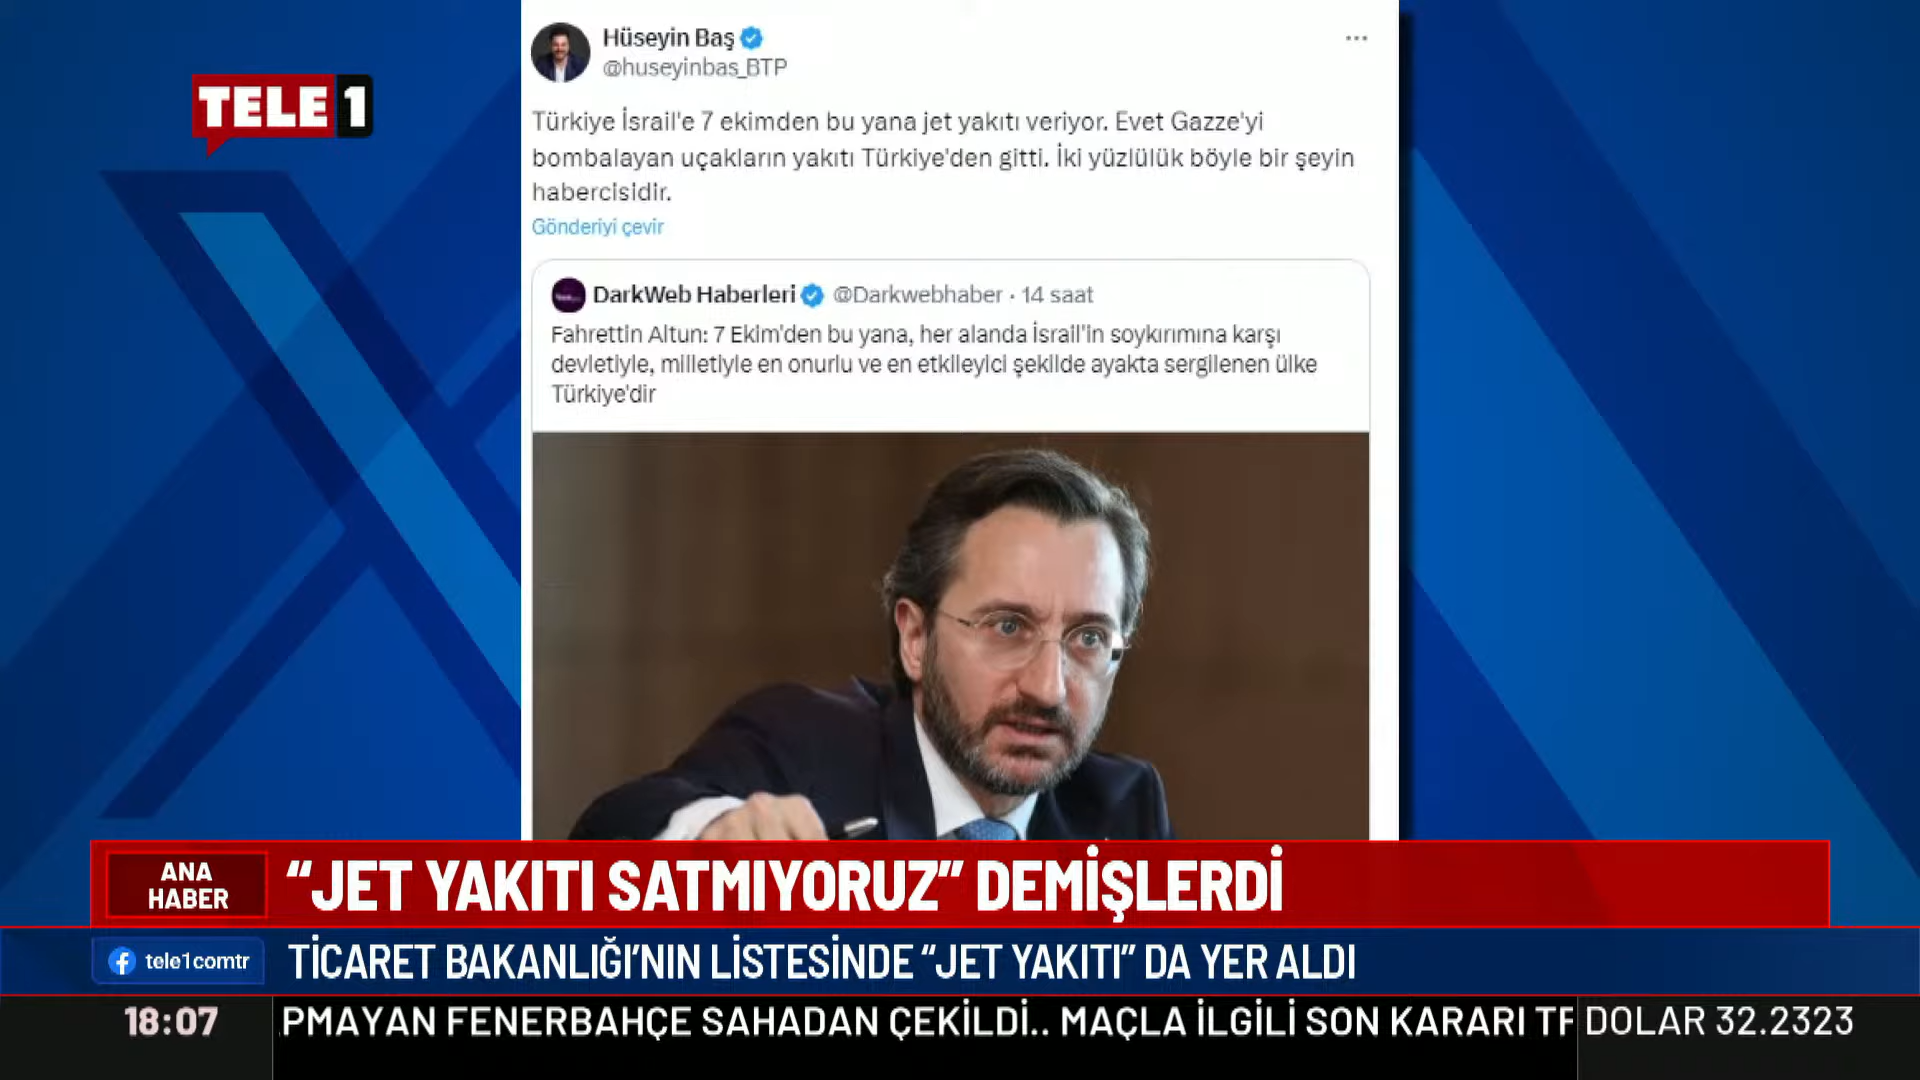 TELE 1
Hüseyin Baş
@huseyinbas_BTP
Türkiye İsrail'e 7 ekimden bu yana jet yakıtı veriyor. Evet Gazze'yi
bombalayan uçakların yakıtı Türkiye'den gitti. İki yüzlülük böyle bir şeyin
habercisidir.
Gönderiyi çevir
DarkWeb Haberleri @Darkwebhaber · 14 saat
Fahrettin Altun: 7 Ekim'den bu yana, her alanda İsrail'in soykırımına karşı
devletiyle, milletiyle en onurlu ve en etkileyici şekilde ayakta sergilenen ülke
Türkiye'dir
ANA
HABER
“JET YAKITI SATMIYORUZ” DEMİŞLERDİ
tele1comtr
TİCARET BAKANLIĞI’NIN LİSTESİNDE “JET YAKITI” DA YER ALDI
18:07
PMAYAN FENERBAHÇE SAHADAN ÇEKİLDİ.. MAÇLA İLGİLİ SON KARARI TF
DOLAR 32.2323